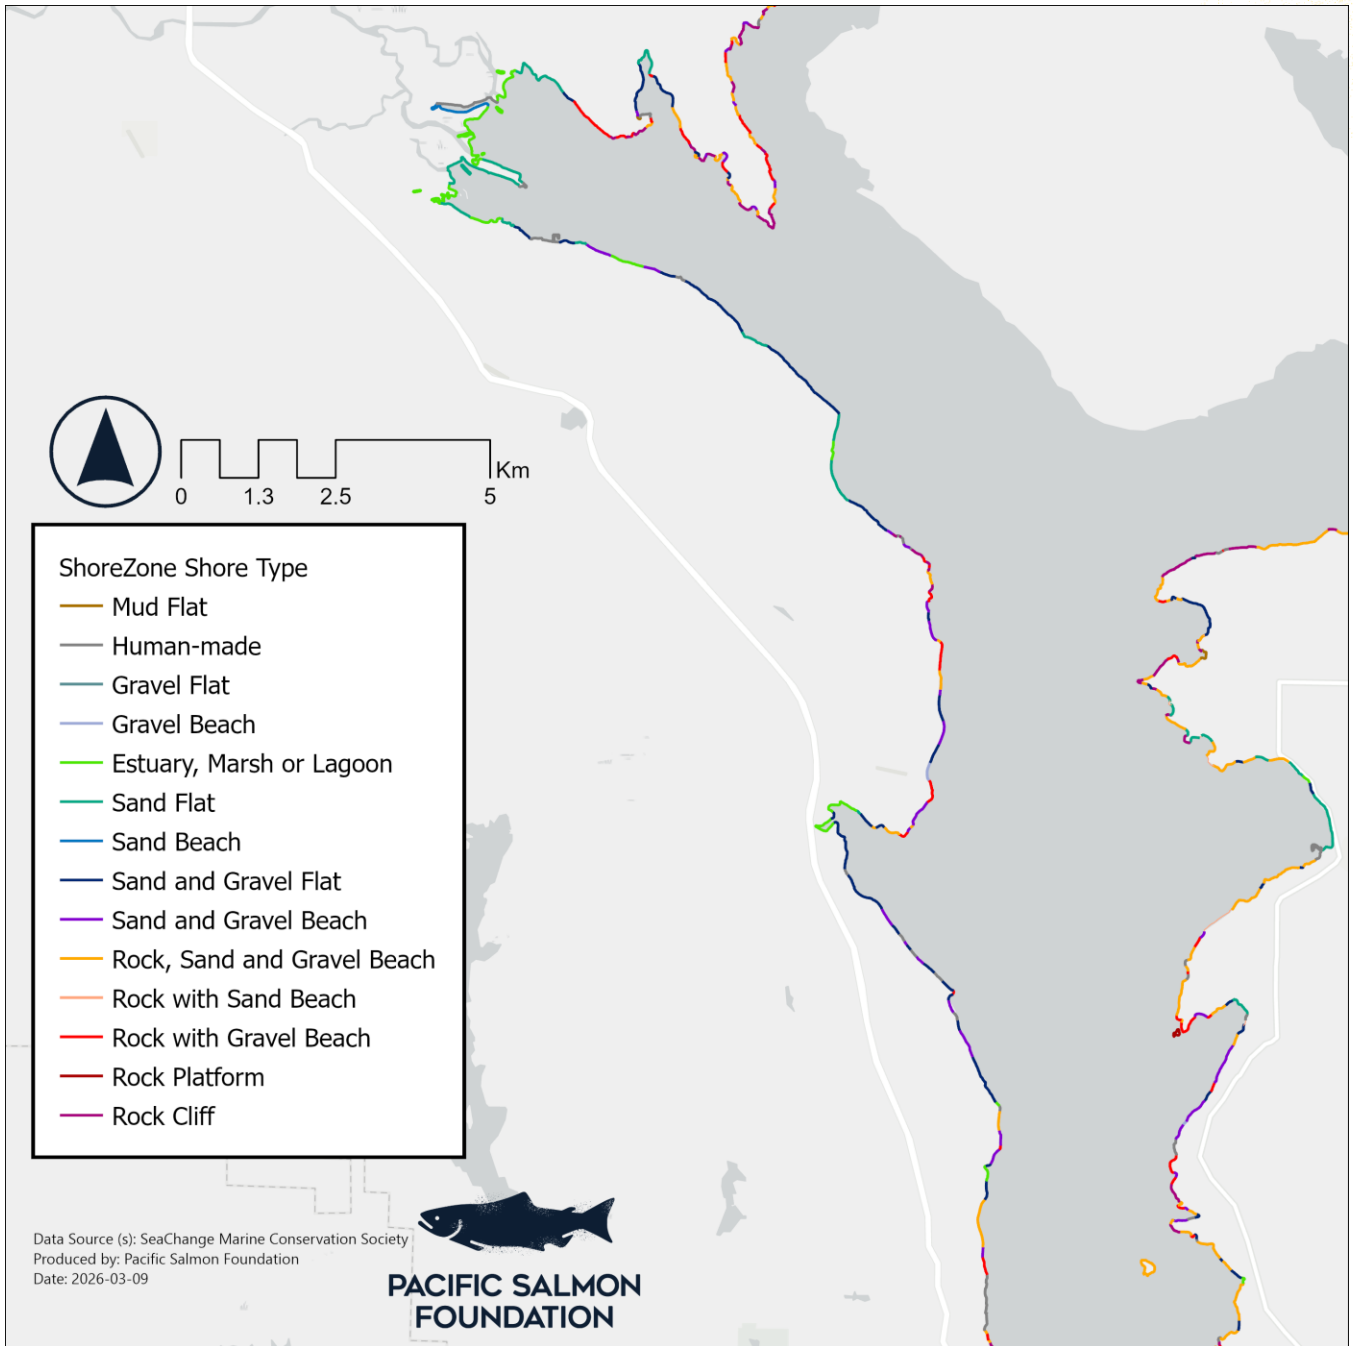 Km
0 1.3 2.5 5
ShoreZone Shore Type
Mud Flat
Human-made
Gravel Flat
Gravel Beach
Estuary, Marsh or Lagoon
Sand Flat
Sand Beach
Sand and Gravel Flat
Sand and Gravel Beach
Rock, Sand and Gravel Beach
Rock with Sand Beach
Rock with Gravel Beach
Rock Platform
Rock Cliff
Data Source (s): SeaChange Marine Conservation Society
Produced by: Pacific Salmon Foundation
Date: 2026-03-09
PACIFIC SALMON
FOUNDATION